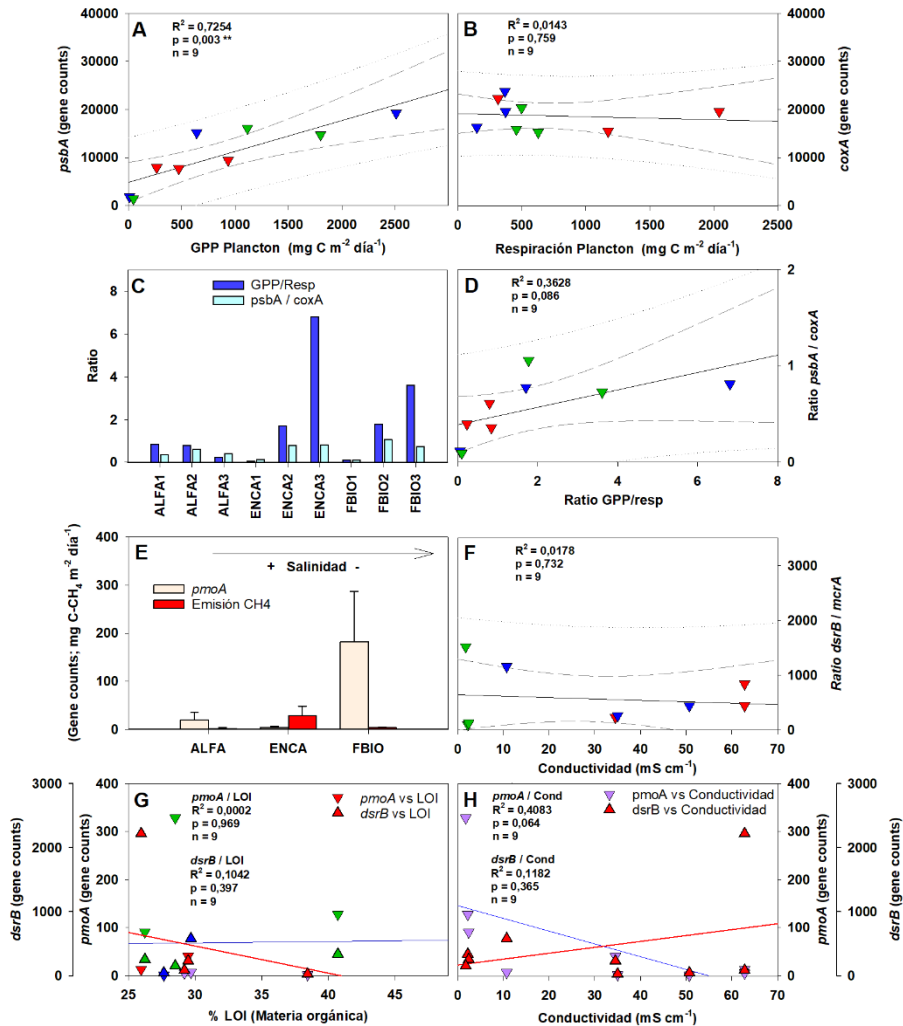 A
R² = 0,7254
p = 0,003 **
n = 9
psbA (gene counts)
40000
30000
20000
10000
0
0 500 1000 1500 2000 2500
GPP Plancton (mg C m⁻² día⁻¹)
B
R² = 0,0143
p = 0,759
n = 9
40000
30000
20000
10000
0
coxA (gene counts)
0 500 1000 1500 2000 2500
Respiración Plancton (mg C m⁻² día⁻¹)
C
GPP/Resp
psbA / coxA
Ratio
8
6
4
2
0
ALFA1
ALFA2
ALFA3
ENCA1
ENCA2
ENCA3
FBIO1
FBIO2
FBIO3
D
R² = 0,3628
p = 0,086
n = 9
2
1
0
Ratio psbA / coxA
0 2 4 6 8
Ratio GPP/resp
E
+ Salinidad -
pmoA
Emisión CH4
(Gene counts; mg C-CH₄ m⁻² día⁻¹)
400
300
200
100
0
ALFA ENCA FBIO
F
R² = 0,0178
p = 0,732
n = 9
3000
2000
1000
500
0
Ratio dsrB / mcrA
0 10 20 30 40 50 60 70
Conductividad (mS cm⁻¹)
G
pmoA / LOI
R² = 0,0002
p = 0,969
n = 9
dsrB / LOI
R² = 0,1042
p = 0,397
n = 9
pmoA vs LOI
dsrB vs LOI
dsrB (gene counts)
3000
2000
1000
0
pmoA (gene counts)
400
300
200
100
0
25 30 35 40 45
% LOI (Materia orgánica)
H
pmoA / Cond
R² = 0,4083
p = 0,064
n = 9
dsrB / Cond
R² = 0,1182
p = 0,365
n = 9
pmoA vs Conductividad
dsrB vs Conductividad
400
300
200
100
0
pmoA (gene counts)
3000
2000
1000
0
dsrB (gene counts)
0 10 20 30 40 50 60 70
Conductividad (mS cm⁻¹)